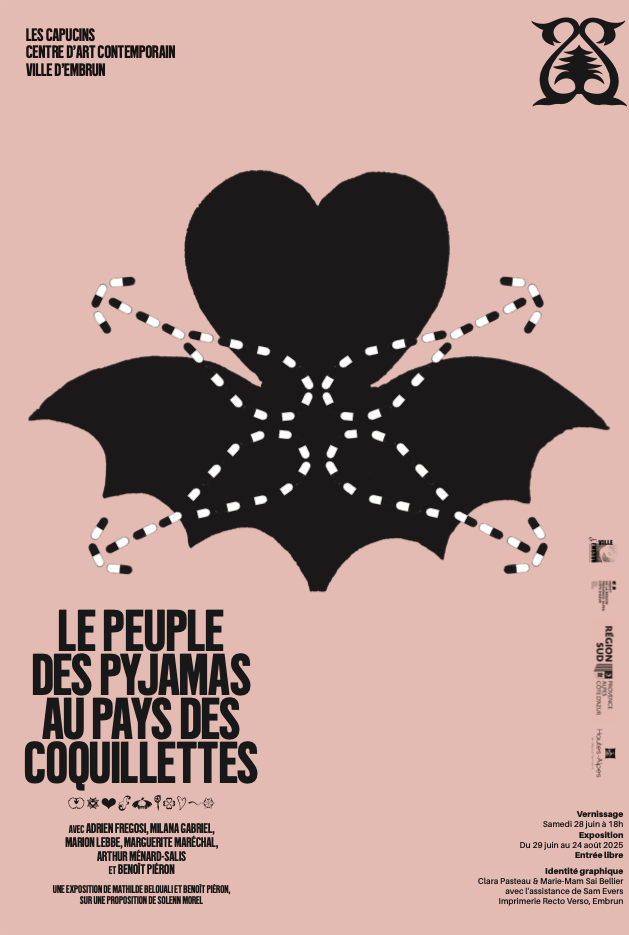 LES CAPUCINS
CENTRE D'ART CONTEMPORAIN
VILLE D'EMBRUN
LE PEUPLE
DES PYJAMAS
AU PAYS DES
COQUILLETTES
AVEC ADRIEN FREGOSI, MILANA GABRIEL,
MARION LEBBE, MARGUERITE MARÉCHAL,
ARTHUR MÉNARD-SALIS
ET BENOÎT PIÉRON
UNE EXPOSITION DE MATHILDE BELOUALI ET BENOÎT PIÉRON,
SUR UNE PROPOSITION DE SOLENN MOREL
VILLE
RÉGION
SUD
PROVENCE
ALPES
CÔTE D'AZUR
Hautes-Alpes
Vernissage
Samedi 28 juin à 18h
Exposition
Du 29 juin au 24 août 2025
Entrée libre
Identité graphique
Clara Pasteau & Marie-Mam Sai Bellier
avec l'assistance de Sam Evers
Imprimerie Recto Verso, Embrun